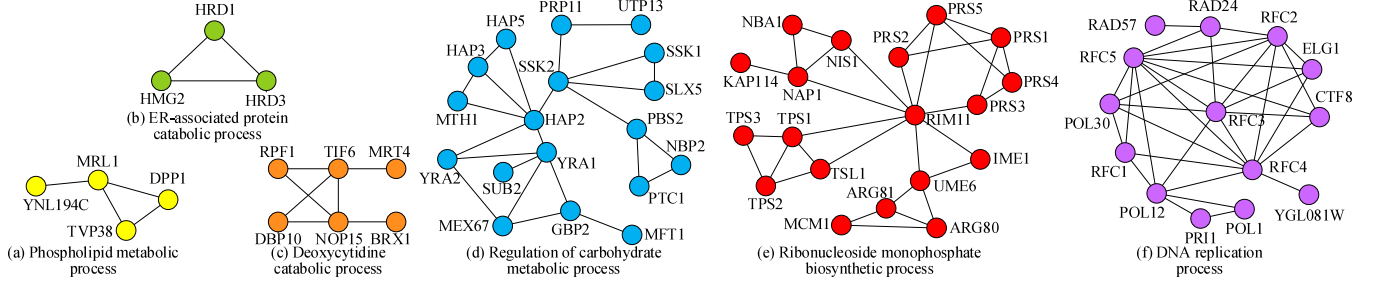 HRD1
HMG2
HRD3
(b) ER-associated protein
catabolic process
MRL1
DPP1
YNL194C
TVP38
(a) Phospholipid metabolic
process
RPF1
TIF6
MRT4
DBP10
NOP15
BRX1
(c) Deoxycytidine
catabolic process
PRP11
UTP13
HAP5
HAP3
SSK2
SSK1
SLX5
MTH1
HAP2
PBS2
NBP2
YRA1
YRA2
SUB2
PTC1
MEX67
GBP2
MFT1
(d) Regulation of carbohydrate
metabolic process
PRS5
NBA1
PRS2
PRS1
NIS1
KAP114
NAP1
PRS4
PRS3
RIM11
TPS3
TPS1
TSL1
IME1
TPS2
ARG81
UME6
MCM1
ARG80
(e) Ribonucleoside monophosphate
biosynthetic process
RAD24
RAD57
RFC2
RFC5
ELG1
CTF8
POL30
RFC3
RFC1
RFC4
POL12
YGL081W
PRI1
POL1
(f) DNA replication
process